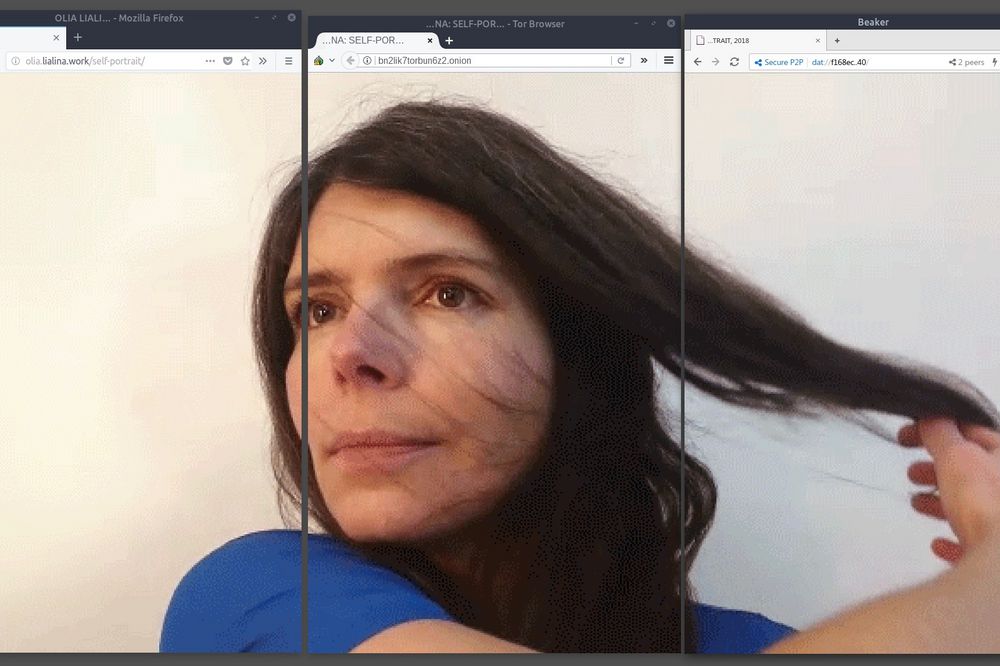 OLIA LIALI... - Mozilla Firefox
olia.lialina.work/self-portrait/
...NA: SELF-POR... - Tor Browser
...NA: SELF-POR...
bn2lik7torbun6z2.onion
Beaker
...TRAIT, 2018
Secure P2P
dat://f168ec..40/
2 peers